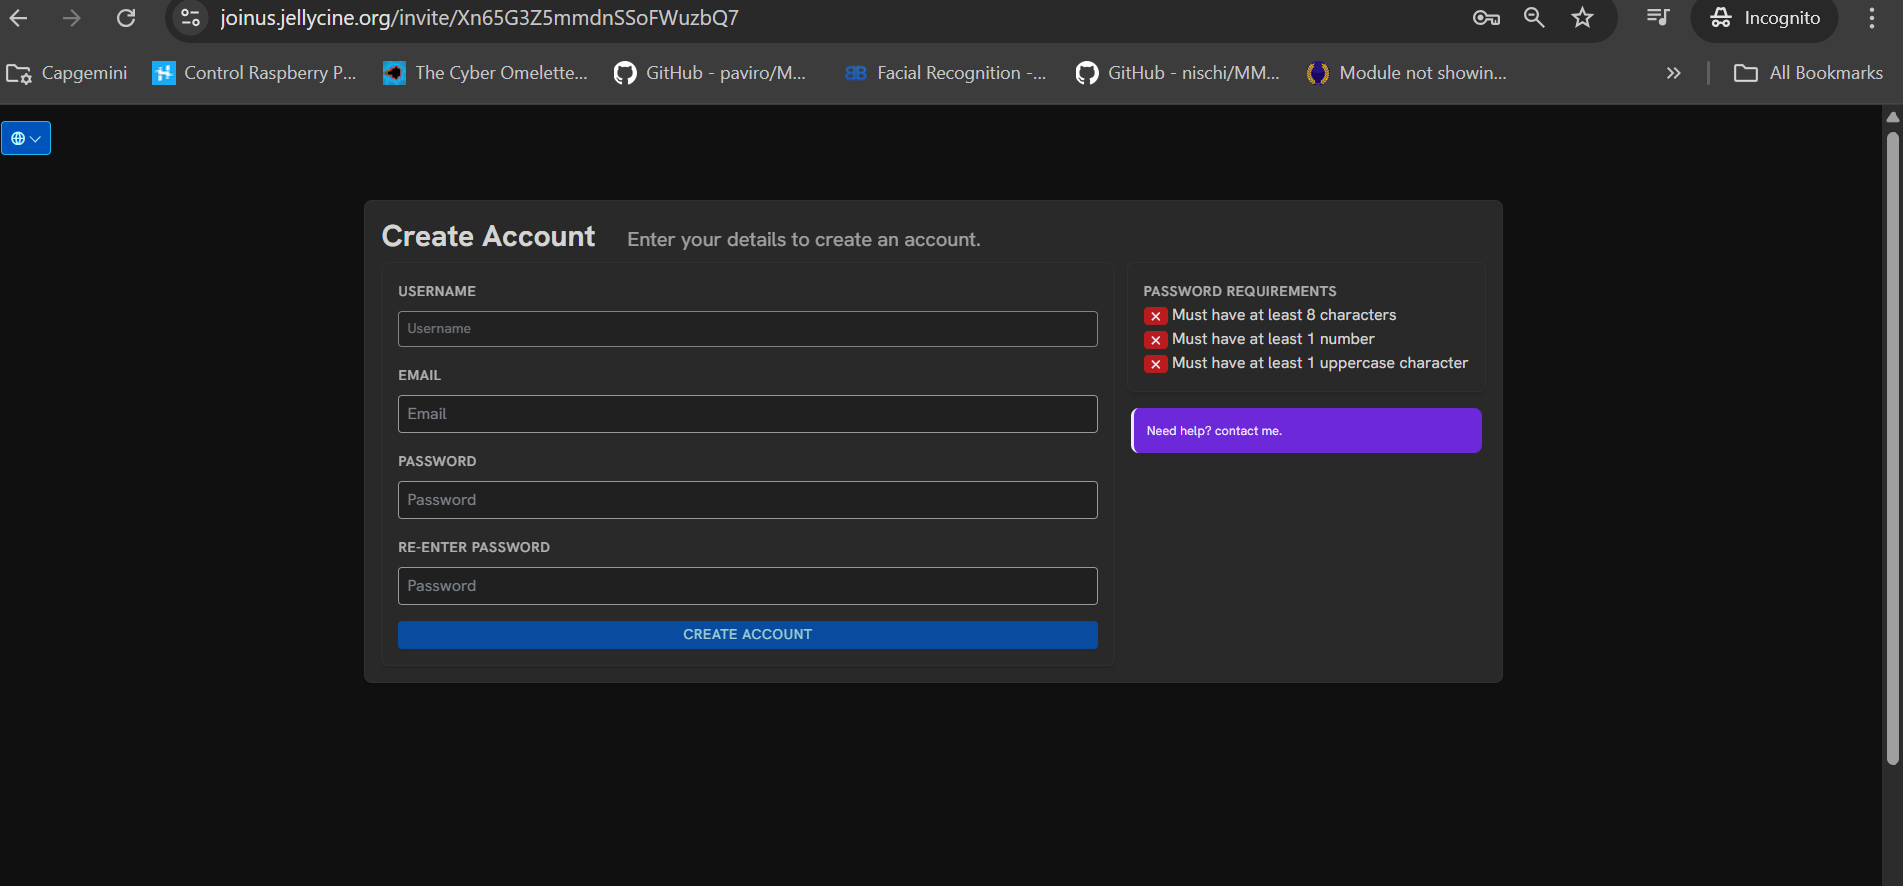 joinus.jellycine.org/invite/Xn65G3Z5mmdnSSoFWuzbQ7
Incognito
Capgemini
Control Raspberry P...
The Cyber Omelette...
GitHub - paviro/M...
Facial Recognition -...
GitHub - nischi/MM...
Module not showin...
All Bookmarks
Create Account
Enter your details to create an account.
USERNAME
Username
EMAIL
Email
PASSWORD
Password
RE-ENTER PASSWORD
Password
CREATE ACCOUNT
PASSWORD REQUIREMENTS
Must have at least 8 characters
Must have at least 1 number
Must have at least 1 uppercase character
Need help? contact me.